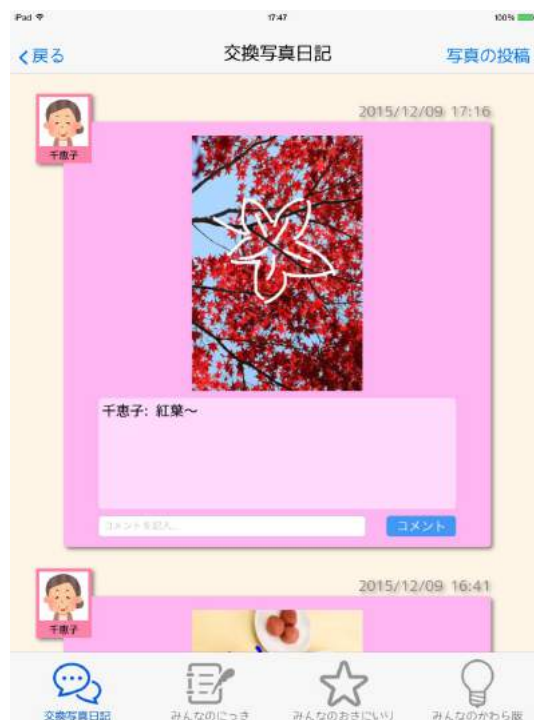 iPad 17:47 100%
戻る 交換写真日記 写真の投稿
2015/12/09 17:16
千恵子
千恵子: 紅葉～
コメントを記入...
コメント
2015/12/09 16:41
千恵子
交換写真日記 みんなのにっき みんなのおきにいり みんなのかわら版